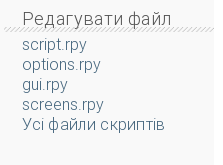 Редагувати файл
script.rpy
options.rpy
gui.rpy
screens.rpy
Усі файли скриптів